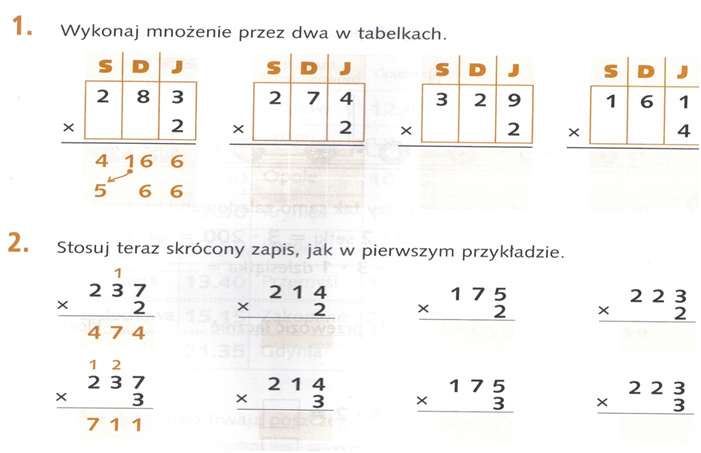 1. Wykonaj mnożenie przez dwa w tabelkach.
S D J S D J S D J S D J
2 8 3 2 7 4 3 2 9 1 6 1
× 2 × 2 × 2 × 4
4 16 6
5 6 6
2. Stosuj teraz skrócony zapis, jak w pierwszym przykładzie.
1
2 3 7 2 1 4 1 7 5 2 2 3
× 2 × 2 × 2 × 2
4 7 4
1 2
2 3 7 2 1 4 1 7 5 2 2 3
× 3 × 3 × 3 × 3
7 1 1